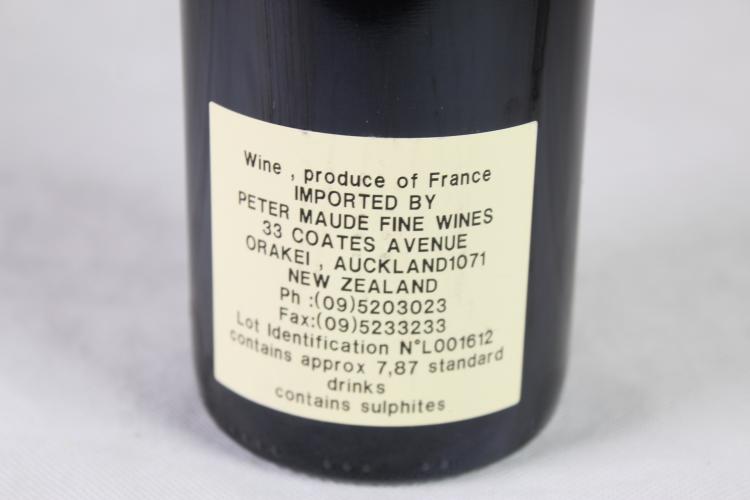 Wine , produce of France
IMPORTED BY
PETER MAUDE FINE WINES
33 COATES AVENUE
ORAKEI , AUCKLAND1071
NEW ZEALAND
Ph :(09)5203023
Fax:(09)5233233
Lot Identification N°L001612
contains approx 7,87 standard
drinks
contains sulphites